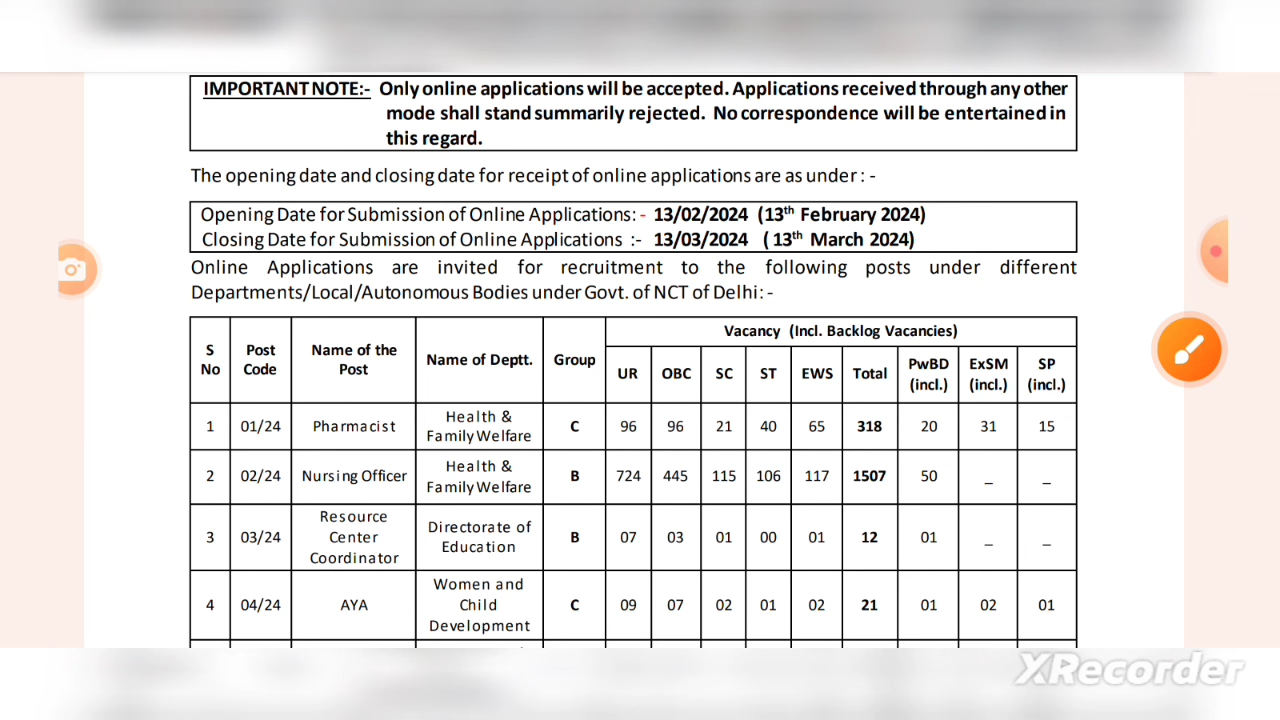 IMPORTANT NOTE:- Only online applications will be accepted. Applications received through any other
mode shall stand summarily rejected. No correspondence will be entertained in
this regard.
The opening date and closing date for receipt of online applications are as under : -
Opening Date for Submission of Online Applications: - 13/02/2024 (13th February 2024)
Closing Date for Submission of Online Applications :- 13/03/2024 ( 13th March 2024)
Online Applications are invited for recruitment to the following posts under different
Departments/Local/Autonomous Bodies under Govt. of NCT of Delhi: -
S No Post Code Name of the Post Name of Deptt. Group Vacancy (Incl. Backlog Vacancies)
UR OBC SC ST EWS Total PwBD (incl.) ExSM (incl.) SP (incl.)
1 01/24 Pharmacist Health & Family Welfare C 96 96 21 40 65 318 20 31 15
2 02/24 Nursing Officer Health & Family Welfare B 724 445 115 106 117 1507 50 _ _
3 03/24 Resource Center Coordinator Directorate of Education B 07 03 01 00 01 12 01 _ _
4 04/24 AYA Women and Child Development C 09 07 02 01 02 21 01 02 01
XRecorder